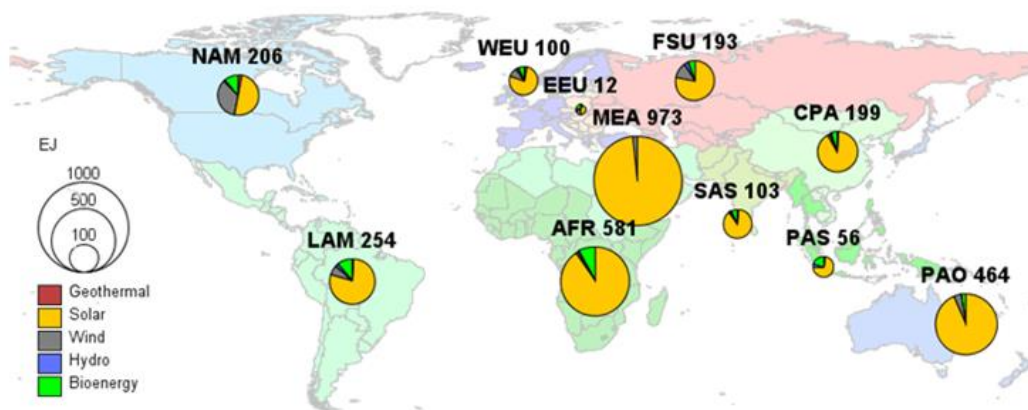 NAM 206
WEU 100
FSU 193
EEU 12
MEA 973
CPA 199
EJ
1000
500
100
SAS 103
AFR 581
LAM 254
PAS 56
PAO 464
Geothermal
Solar
Wind
Hydro
Bioenergy